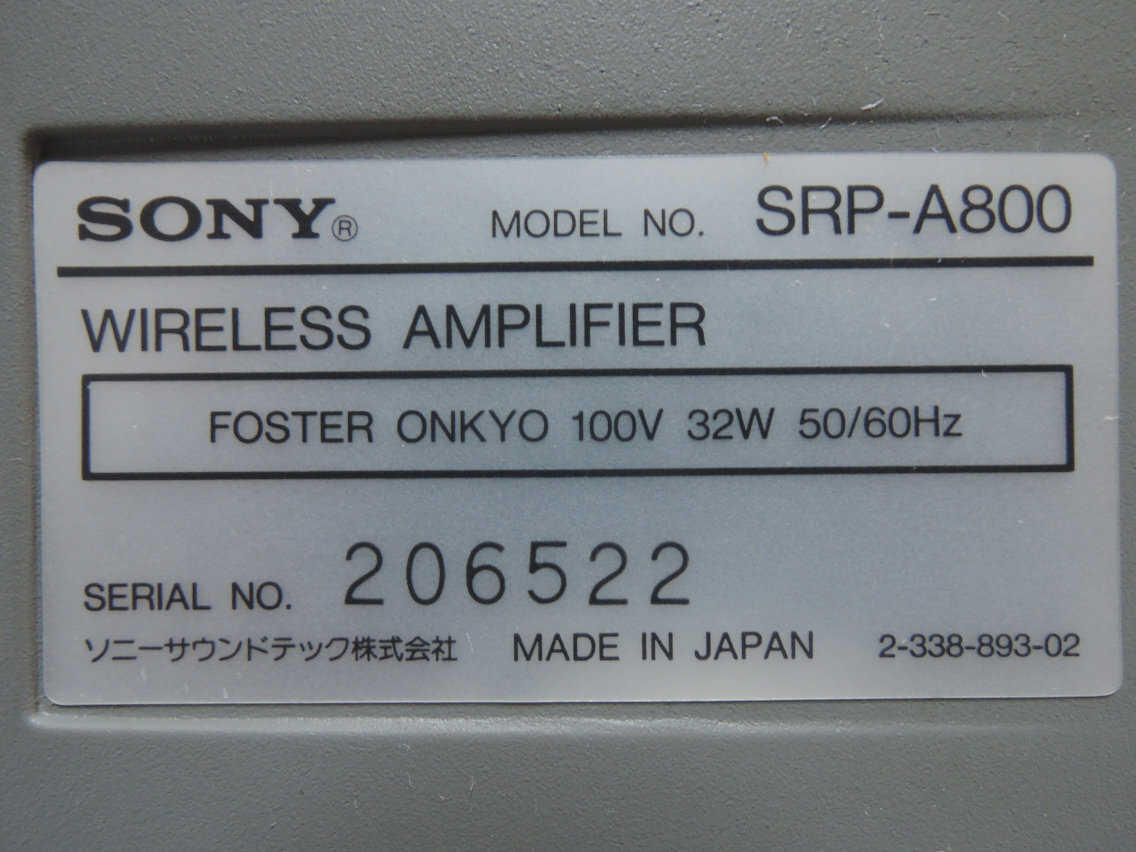 SONY® MODEL NO. SRP-A800
WIRELESS AMPLIFIER
FOSTER ONKYO 100V 32W 50/60Hz
SERIAL NO. 206522
ソニーサウンドテック株式会社 MADE IN JAPAN 2-338-893-02